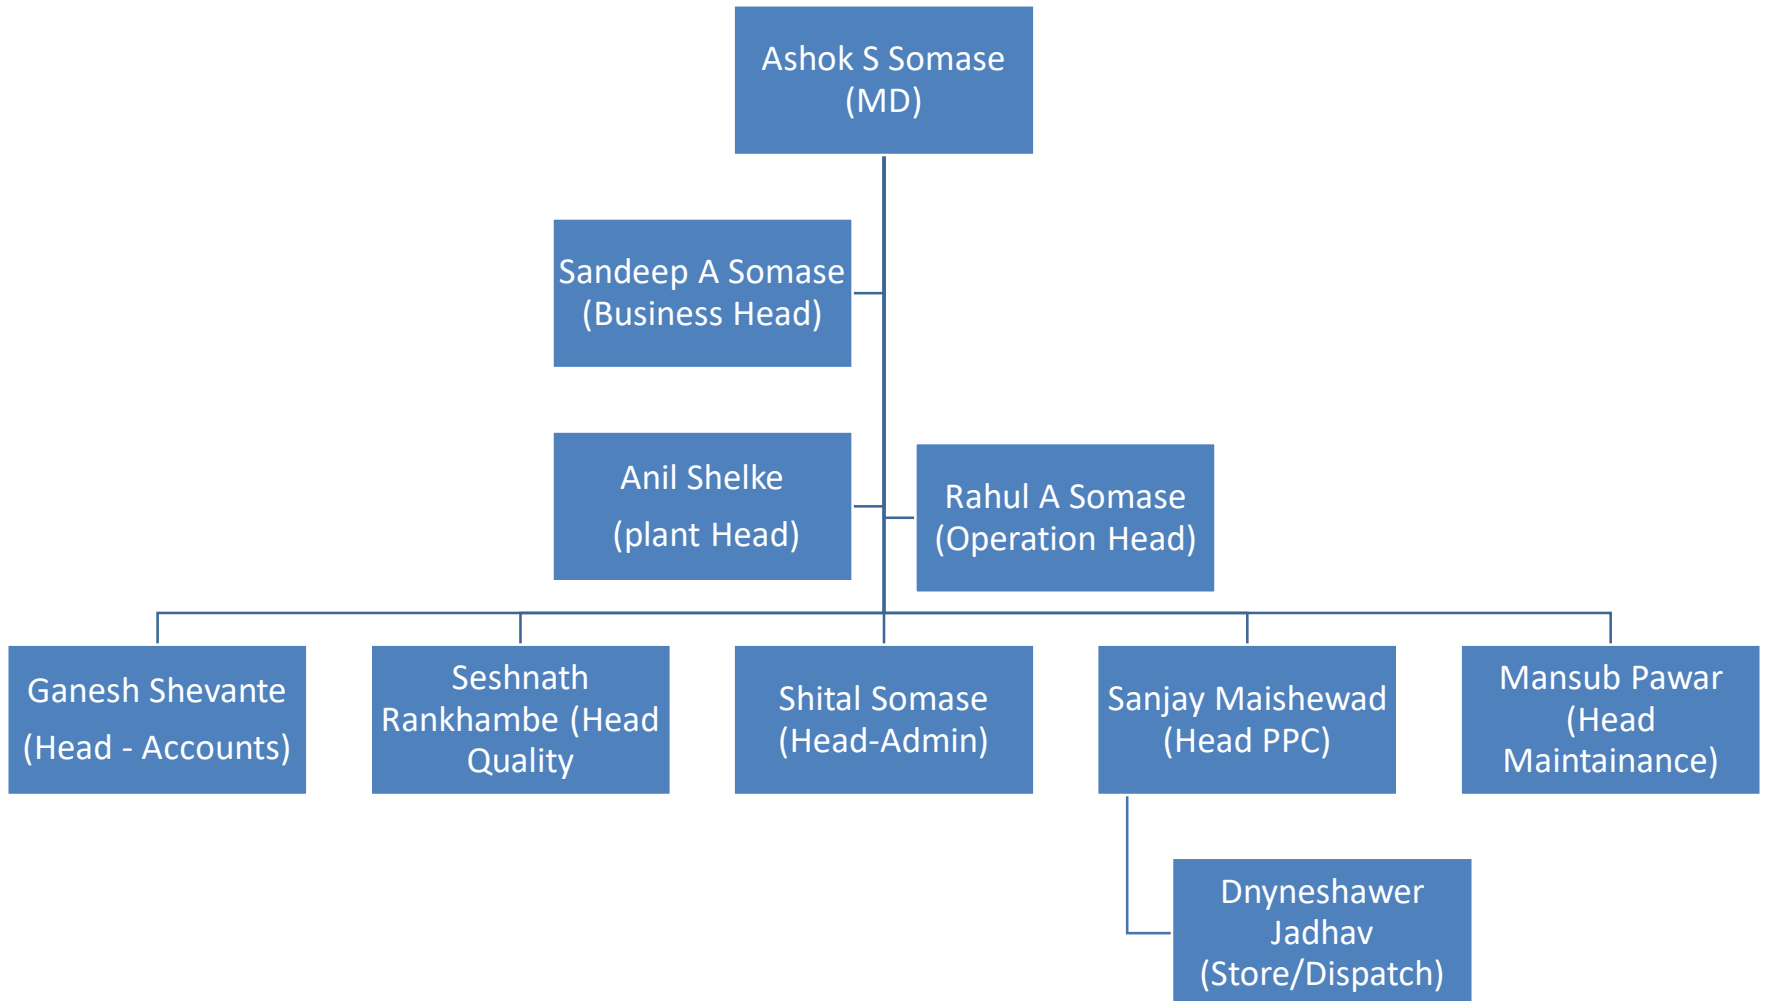 Ashok S Somase
(MD)
Sandeep A Somase
(Business Head)
Anil Shelke
(plant Head)
Rahul A Somase
(Operation Head)
Ganesh Shevante
(Head - Accounts)
Seshnath
Rankhambe (Head
Quality
Shital Somase
(Head-Admin)
Sanjay Maishewad
(Head PPC)
Mansub Pawar
(Head
Maintainance)
Dnyneshawer
Jadhav
(Store/Dispatch)